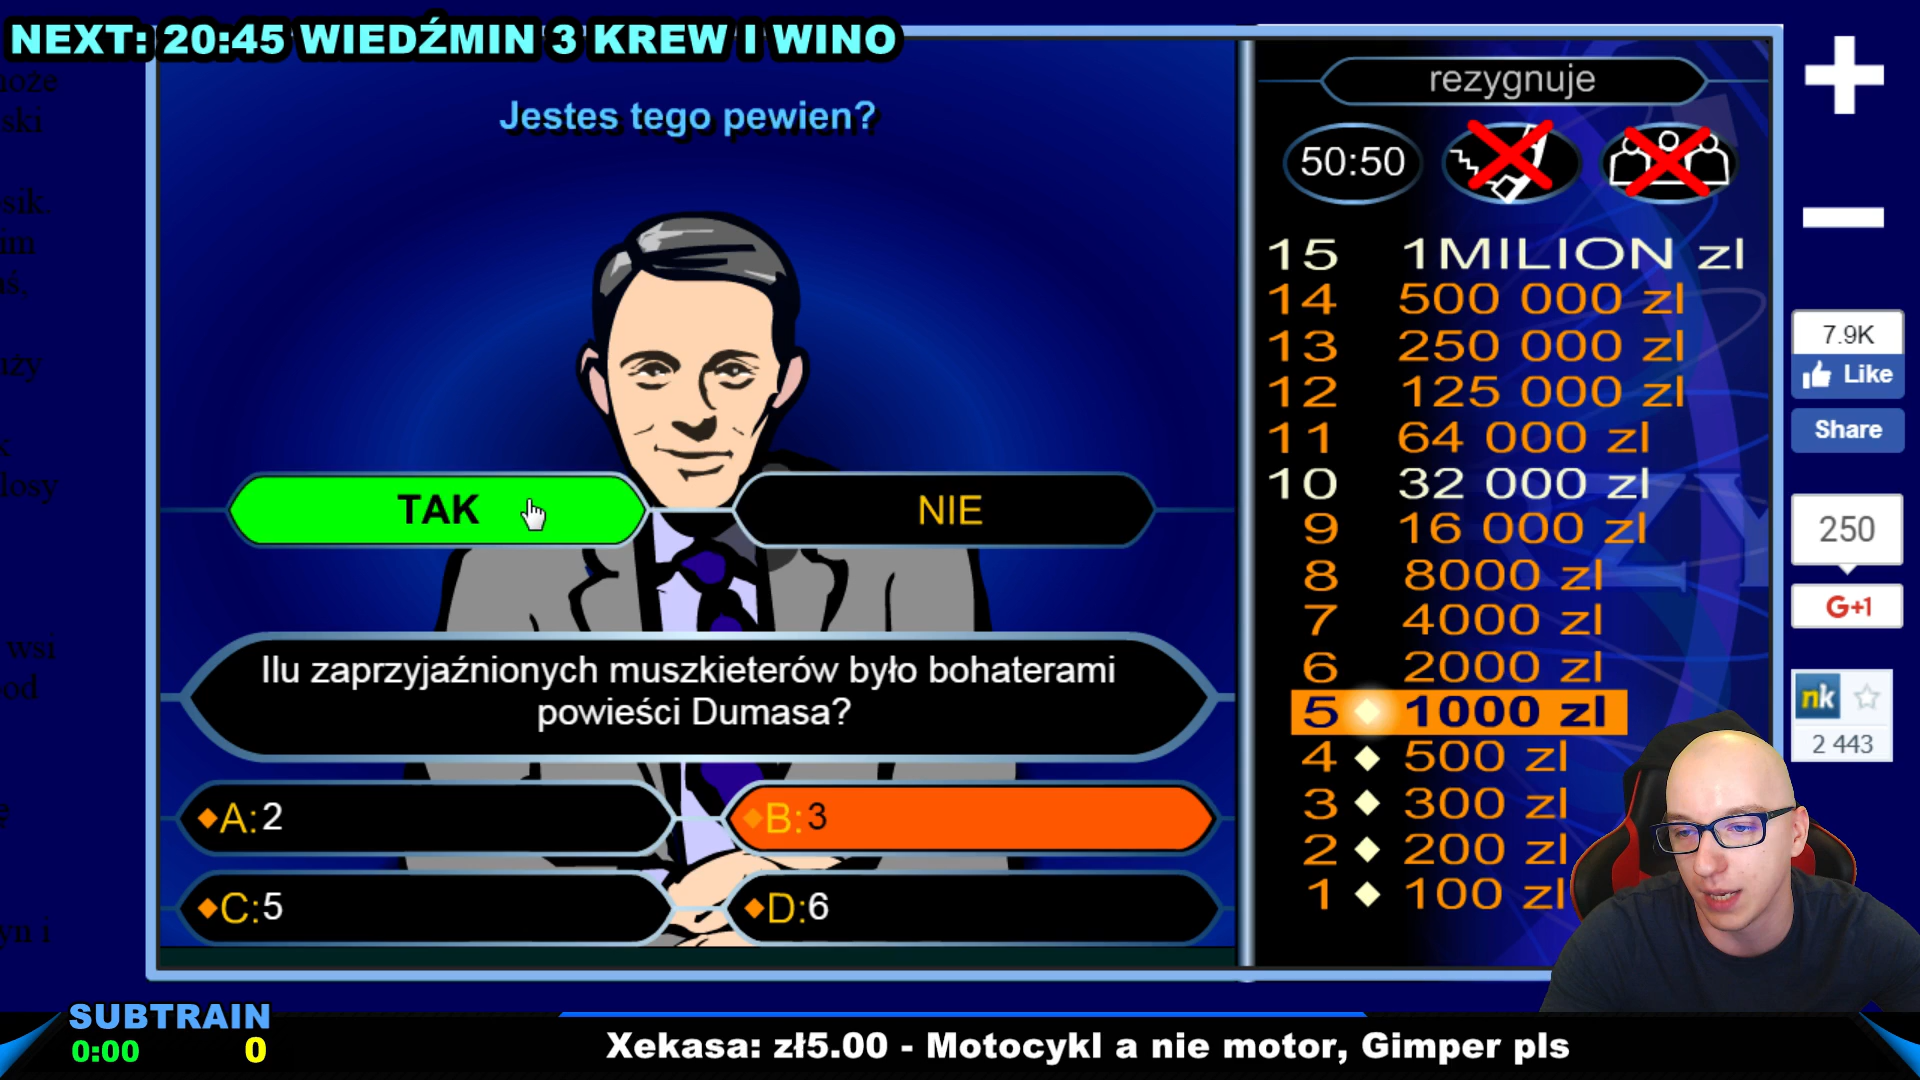 NEXT: 20:45 WIEDŹMIN 3 KREW I WINO
Jestes tego pewien?
TAK
NIE
Ilu zaprzyjaźnionych muszkieterów było bohaterami
powieści Dumasa?
A:2
B:3
C:5
D:6
rezygnuje
50:50
15 1MILION zl
14 500 000 zl
13 250 000 zl
12 125 000 zl
11 64 000 zl
10 32 000 zl
9 16 000 zl
8 8000 zl
7 4000 zl
6 2000 zl
5 1000 zl
4 500 zl
3 300 zl
2 200 zl
1 100 zl
7.9K
Like
Share
250
G+1
nk
2 443
SUBTRAIN
0:00 0
Xekasa: zł5.00 - Motocykl a nie motor, Gimper pls